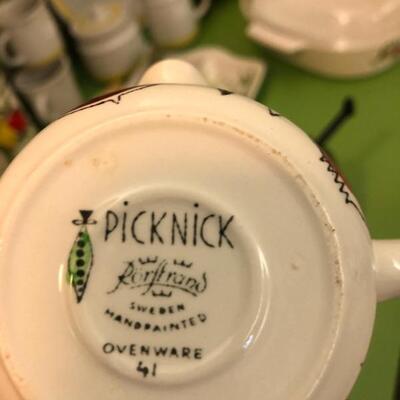 PICKNICK
Rörstrand
SWEDEN
HANDPAINTED
OVENWARE
41